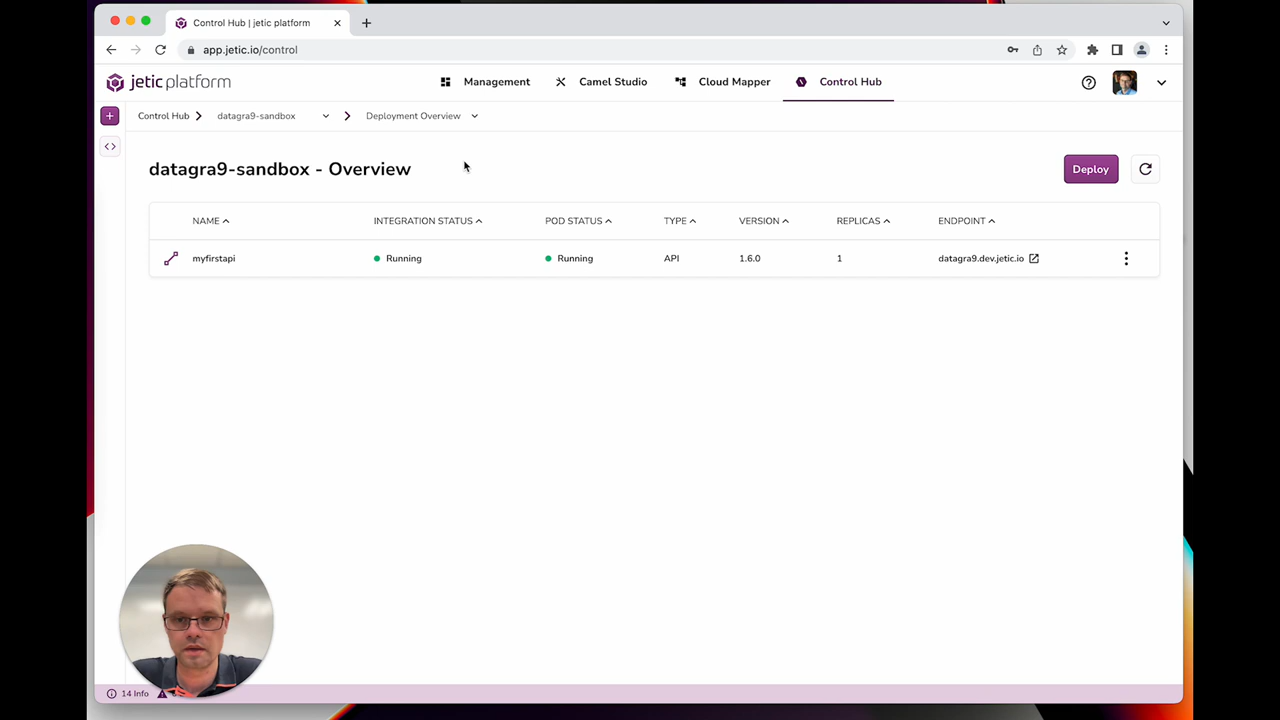 Control Hub | jetic platform
app.jetic.io/control
jetic platform
Management
Camel Studio
Cloud Mapper
Control Hub
Control Hub
datagra9-sandbox
Deployment Overview
datagra9-sandbox - Overview
Deploy
NAME INTEGRATION STATUS POD STATUS TYPE VERSION REPLICAS ENDPOINT
myfirstapi Running Running API 1.6.0 1 datagra9.dev.jetic.io
14 Info